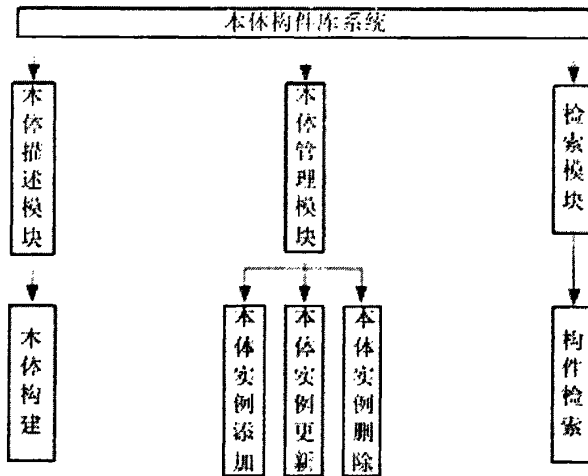 本体构件库系统
本体描述模块
本体管理模块
检索模块
本体构建
本体实例添加
本体实例更新
本体实例删除
构件检索